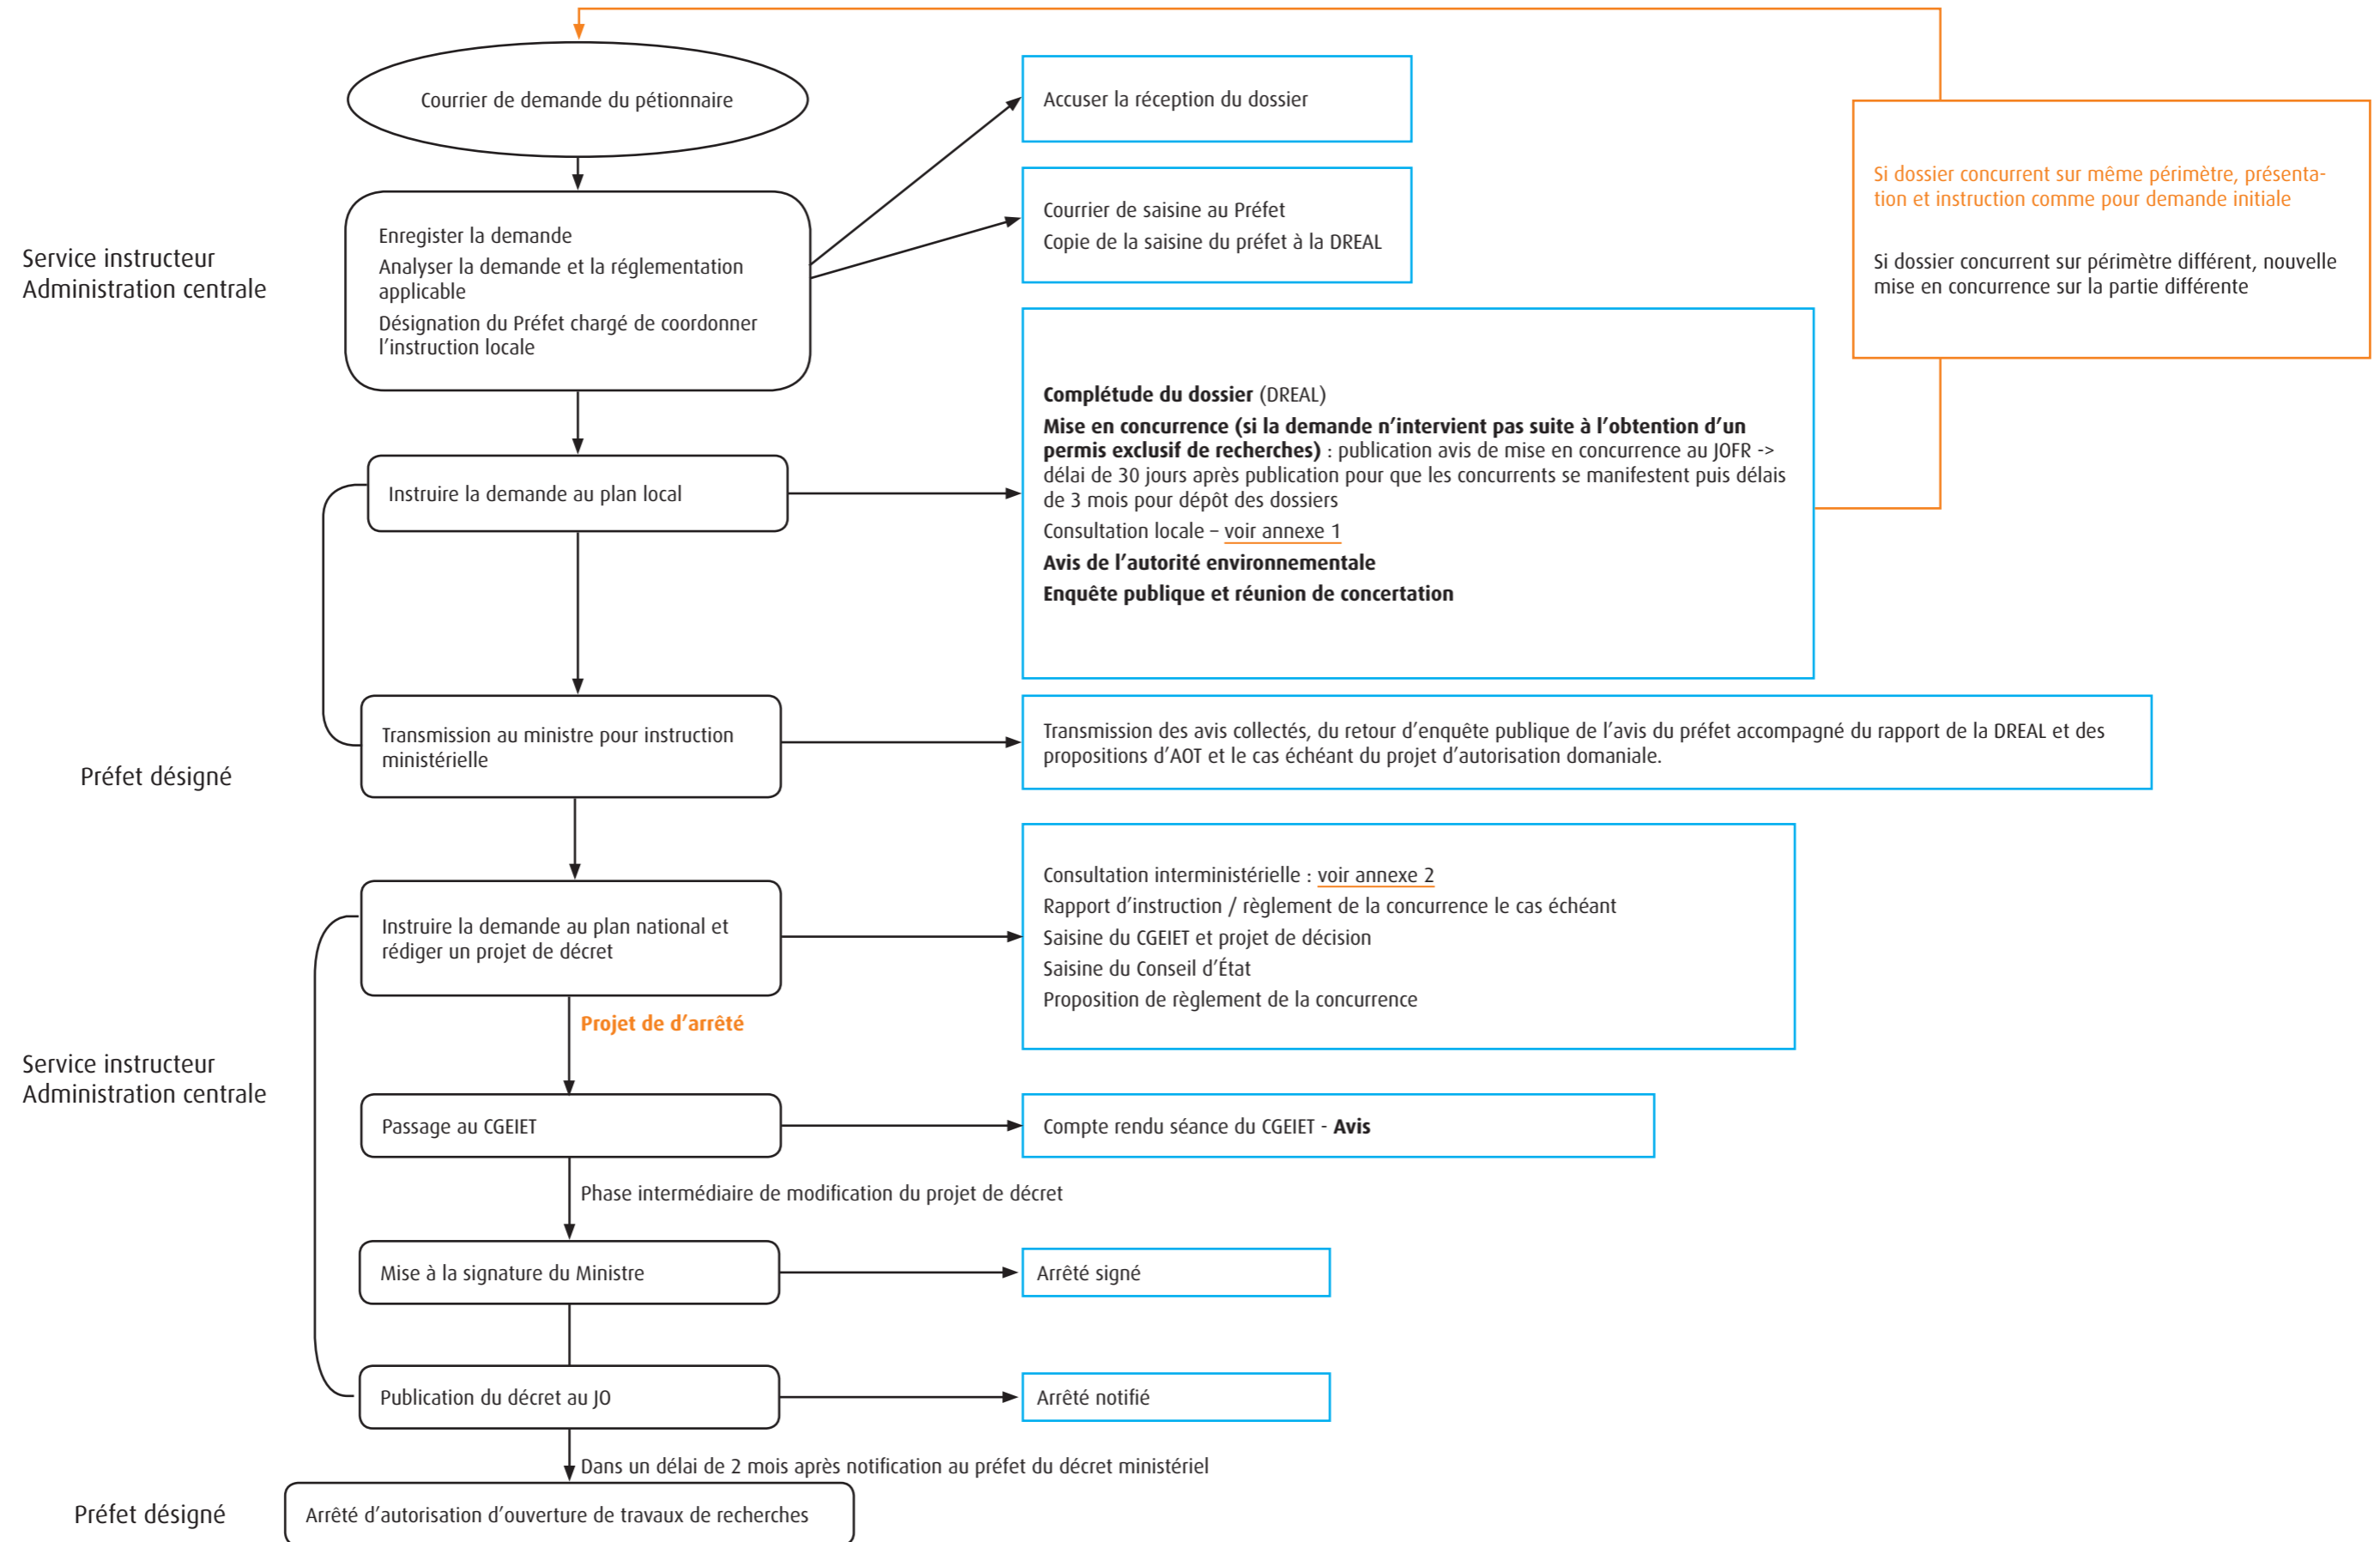 Courrier de demande du pétionnaire
Accuser la réception du dossier
Si dossier concurrent sur même périmètre, présenta-
tion et instruction comme pour demande initiale
Si dossier concurrent sur périmètre différent, nouvelle
mise en concurrence sur la partie différente
Courrier de saisine au Préfet
Copie de la saisine du préfet à la DREAL
Service instructeur
Administration centrale
Enregister la demande
Analyser la demande et la réglementation
applicable
Désignation du Préfet chargé de coordonner
l'instruction locale
Instruire la demande au plan local
Complétude du dossier (DREAL)
Mise en concurrence (si la demande n'intervient pas suite à l'obtention d'un
permis exclusif de recherches) : publication avis de mise en concurrence au JOFR ->
délai de 30 jours après publication pour que les concurrents se manifestent puis délais
de 3 mois pour dépôt des dossiers
Consultation locale – voir annexe 1
Avis de l'autorité environnementale
Enquête publique et réunion de concertation
Préfet désigné
Transmission au ministre pour instruction
ministérielle
Transmission des avis collectés, du retour d'enquête publique de l'avis du préfet accompagné du rapport de la DREAL et des
propositions d'AOT et le cas échéant du projet d'autorisation domaniale.
Instruire la demande au plan national et
rédiger un projet de décret
Consultation interministérielle : voir annexe 2
Rapport d'instruction / règlement de la concurrence le cas échéant
Saisine du CGEIET et projet de décision
Saisine du Conseil d'État
Proposition de règlement de la concurrence
Projet de d'arrêté
Service instructeur
Administration centrale
Passage au CGEIET
Compte rendu séance du CGEIET - Avis
Phase intermédiaire de modification du projet de décret
Mise à la signature du Ministre
Arrêté signé
Publication du décret au JO
Arrêté notifié
Dans un délai de 2 mois après notification au préfet du décret ministériel
Préfet désigné
Arrêté d'autorisation d'ouverture de travaux de recherches